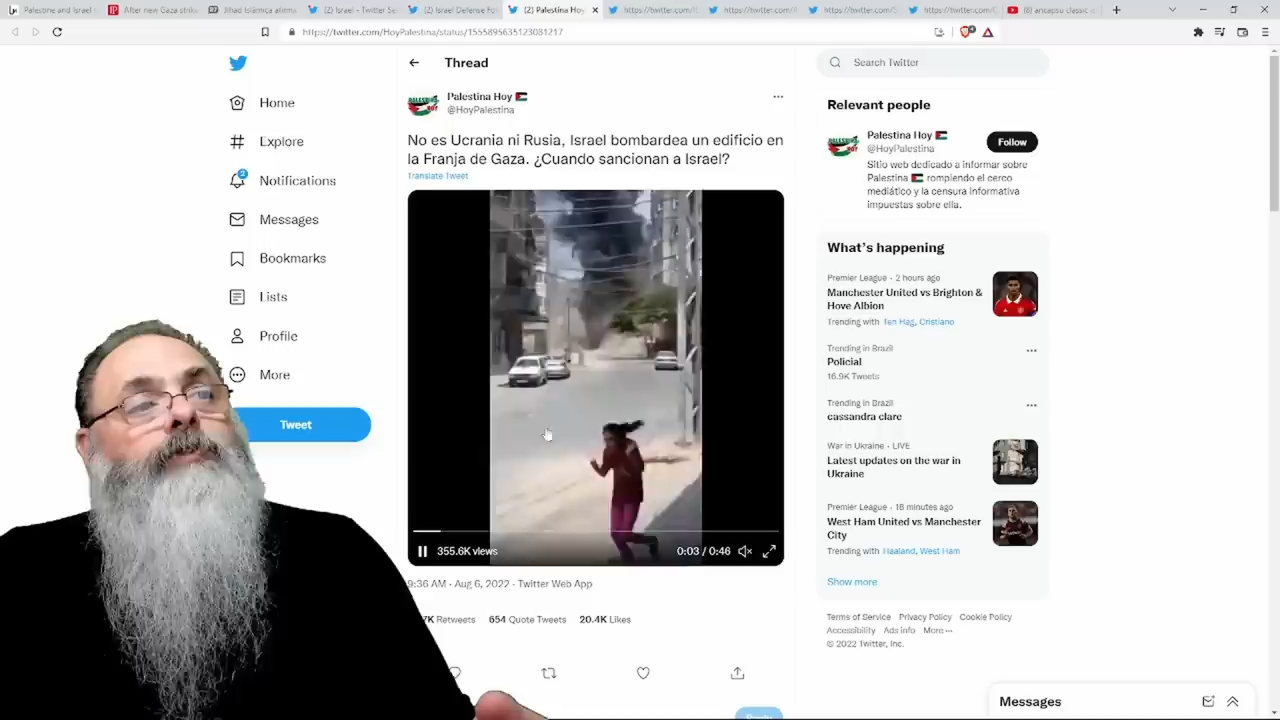 Palestine and Israel
After new Gaza strike
Jihad Islâmica afirma
(2) Israel - Twitter Se
(2) Israel Defense Fo
(2) Palestina Hoy
https://twitter.com/
https://twitter.com/
https://twitter.com/
https://twitter.com/
(8) ancapsu classic
https://twitter.com/HoyPalestina/status/1555895635123081217
Home
Explore
2
Notifications
Messages
Bookmarks
Lists
Profile
More
Tweet
Thread
Palestina Hoy
@HoyPalestina
No es Ucrania ni Rusia, Israel bombardea un edificio en
la Franja de Gaza. ¿Cuando sancionan a Israel?
Translate Tweet
355.6K views
0:03 / 0:46
9:36 AM · Aug 6, 2022 · Twitter Web App
7K Retweets
654 Quote Tweets
20.4K Likes
Reply
Search Twitter
Relevant people
Palestina Hoy
@HoyPalestina
Follow
Sitio web dedicado a informar sobre
Palestina rompiendo el cerco
mediático y la censura informativa
impuestas sobre ella.
What's happening
Premier League · 2 hours ago
Manchester United vs Brighton &
Hove Albion
Trending with Ten Hag, Cristiano
Trending in Brazil
Policial
16.9K Tweets
Trending in Brazil
cassandra clare
War in Ukraine · LIVE
Latest updates on the war in
Ukraine
Premier League · 18 minutes ago
West Ham United vs Manchester
City
Trending with Haaland, West Ham
Show more
Terms of Service Privacy Policy Cookie Policy
Accessibility Ads info More ···
© 2022 Twitter, Inc.
Messages